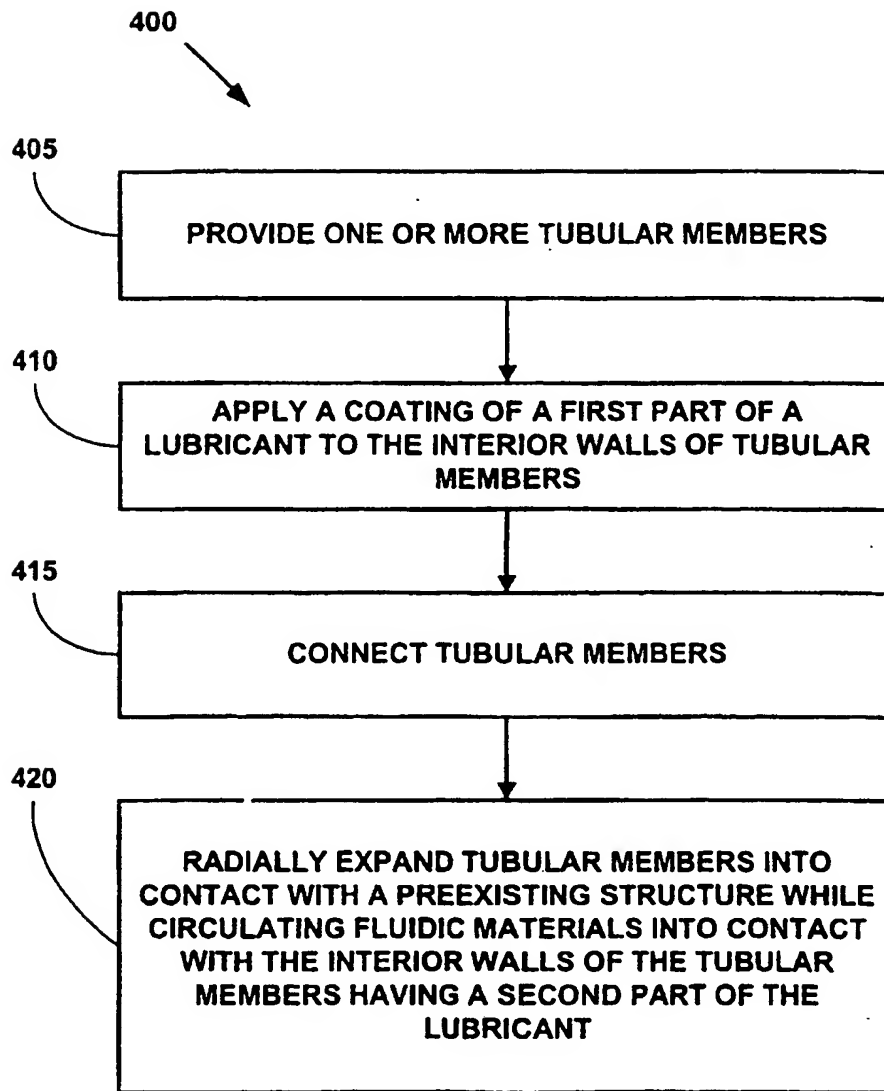 400
405
PROVIDE ONE OR MORE TUBULAR MEMBERS
410
APPLY A COATING OF A FIRST PART OF A
LUBRICANT TO THE INTERIOR WALLS OF TUBULAR
MEMBERS
415
CONNECT TUBULAR MEMBERS
420
RADIALLY EXPAND TUBULAR MEMBERS INTO
CONTACT WITH A PREEXISTING STRUCTURE WHILE
CIRCULATING FLUIDIC MATERIALS INTO CONTACT
WITH THE INTERIOR WALLS OF THE TUBULAR
MEMBERS HAVING A SECOND PART OF THE
LUBRICANT